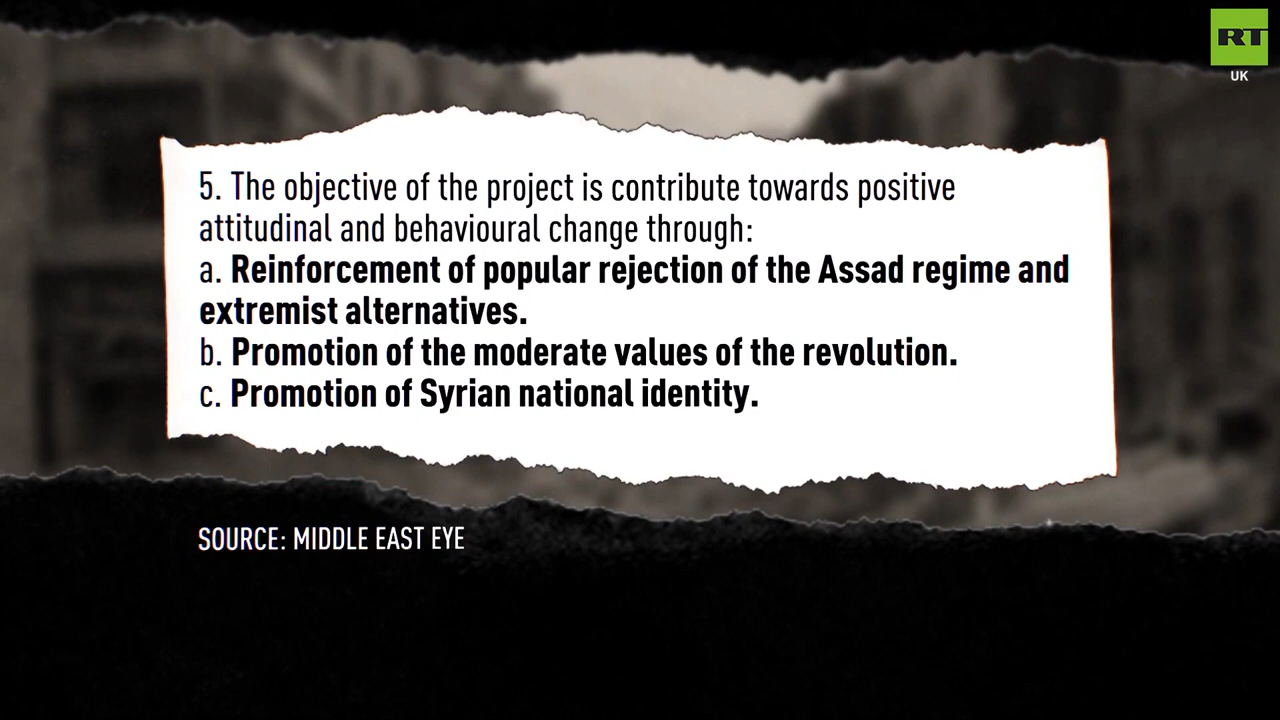 RT
UK
5. The objective of the project is contribute towards positive
attitudinal and behavioural change through:
a. Reinforcement of popular rejection of the Assad regime and
extremist alternatives.
b. Promotion of the moderate values of the revolution.
c. Promotion of Syrian national identity.
SOURCE: MIDDLE EAST EYE